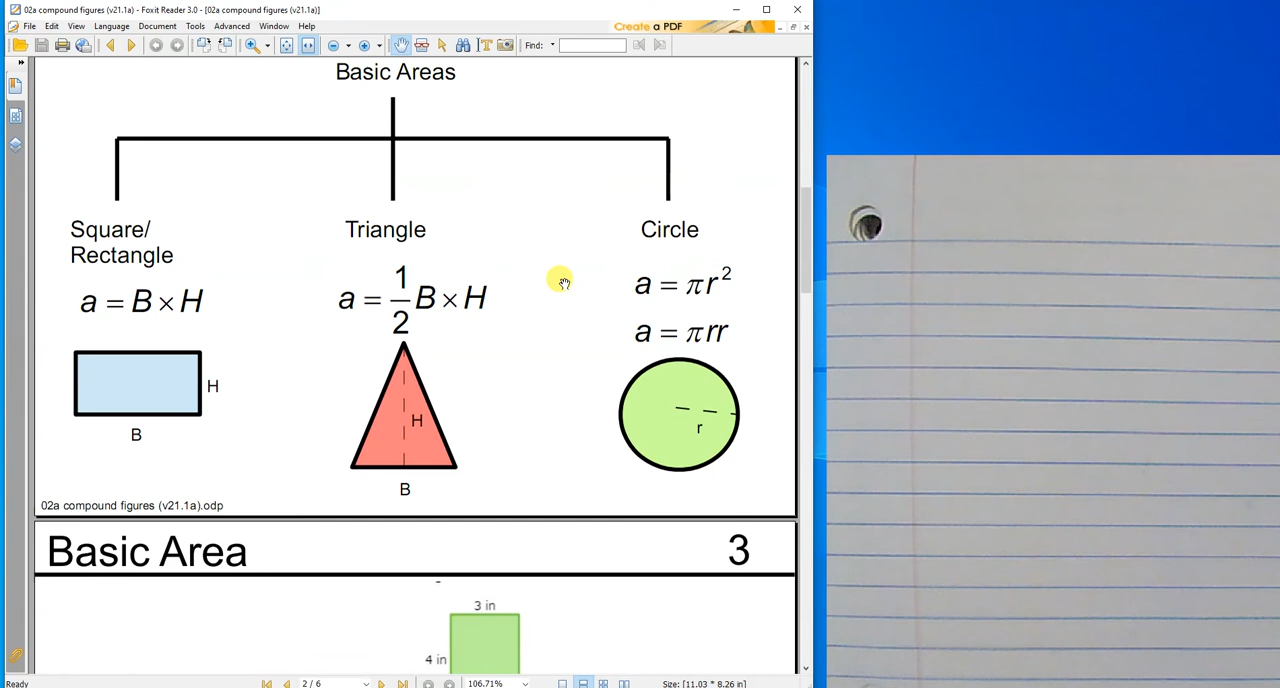 02a compound figures (v21.1a) - Foxit Reader 3.0 - [02a compound figures (v21.1a)]
File Edit View Language Document Tools Advanced Window Help
Create a PDF
Find:
Basic Areas
Square/
Rectangle
a = B × H
H
B
Triangle
a = 1/2 B × H
H
B
Circle
a = πr²
a = πrr
r
02a compound figures (v21.1a).odp
Basic Area 3
3 in
4 in
Ready 2 / 6 106.71% Size: [11.03 * 8.26 in]